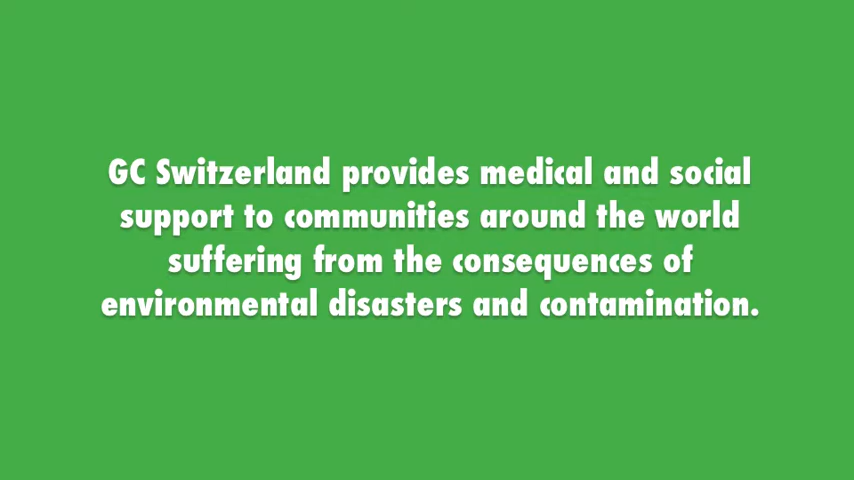 GC Switzerland provides medical and social
support to communities around the world
suffering from the consequences of
environmental disasters and contamination.